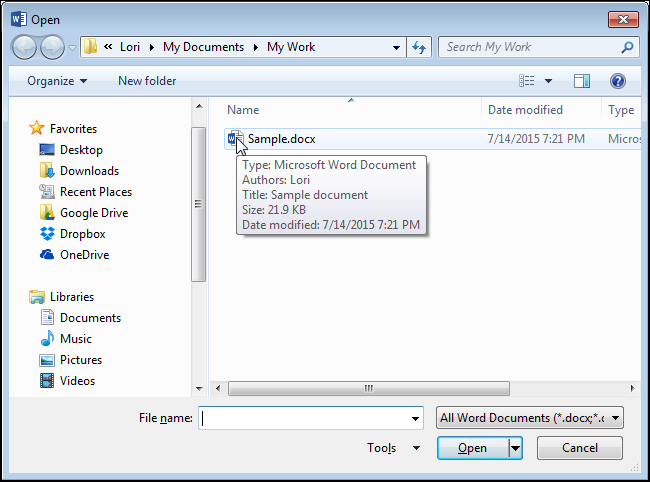 Open
« Lori My Documents My Work
Search My Work
Organize New folder
Name Date modified Type
Favorites
Desktop
Downloads
Recent Places
Google Drive
Dropbox
OneDrive
Libraries
Documents
Music
Pictures
Videos
Sample.docx 7/14/2015 7:21 PM Micros
Type: Microsoft Word Document
Authors: Lori
Title: Sample document
Size: 21.9 KB
Date modified: 7/14/2015 7:21 PM
File name: All Word Documents (*.docx;*.c
Tools Open Cancel